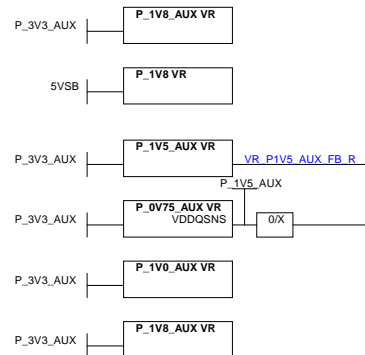 P_1V8_AUX VR
P_3V3_AUX
P_1V8 VR
5VSB
P_1V5_AUX VR
P_3V3_AUX
VR_P1V5_AUX_FB_R
P_1V5_AUX
P_0V75_AUX VR
P_3V3_AUX
VDDQSNS
0/X
P_1V0_AUX VR
P_3V3_AUX
P_1V8_AUX VR
P_3V3_AUX